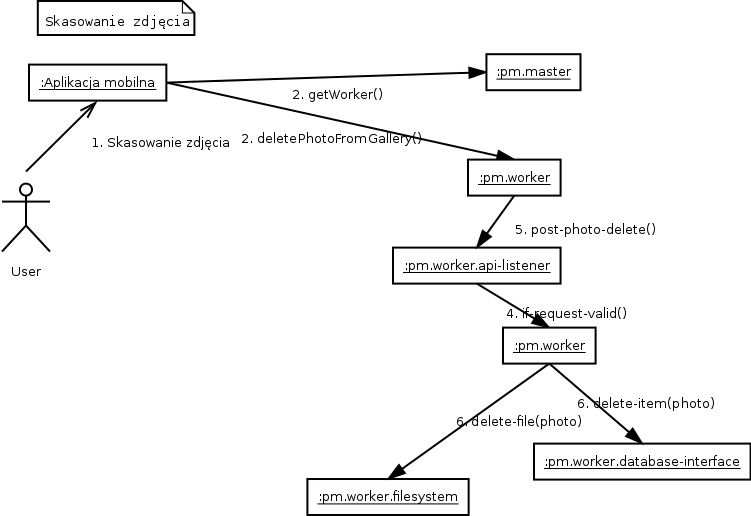 Skasowanie zdjęcia
:Aplikacja mobilna
:pm.master
2. getWorker()
1. Skasowanie zdjęcia
2. deletePhotoFromGallery()
:pm.worker
5. post-photo-delete()
User
:pm.worker.api-listener
4. if-request-valid()
:pm.worker
6. delete-item(photo)
6. delete-file(photo)
:pm.worker.database-interface
:pm.worker.filesystem